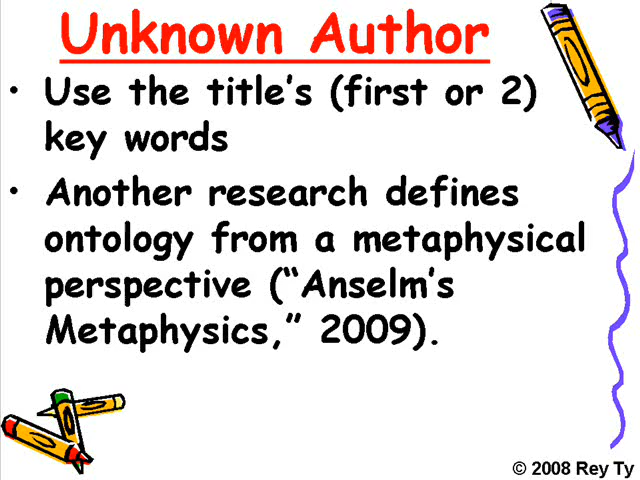 Unknown Author
• Use the title's (first or 2)
key words
• Another research defines
ontology from a metaphysical
perspective (“Anselm's
Metaphysics,” 2009).
© 2008 Rey Ty